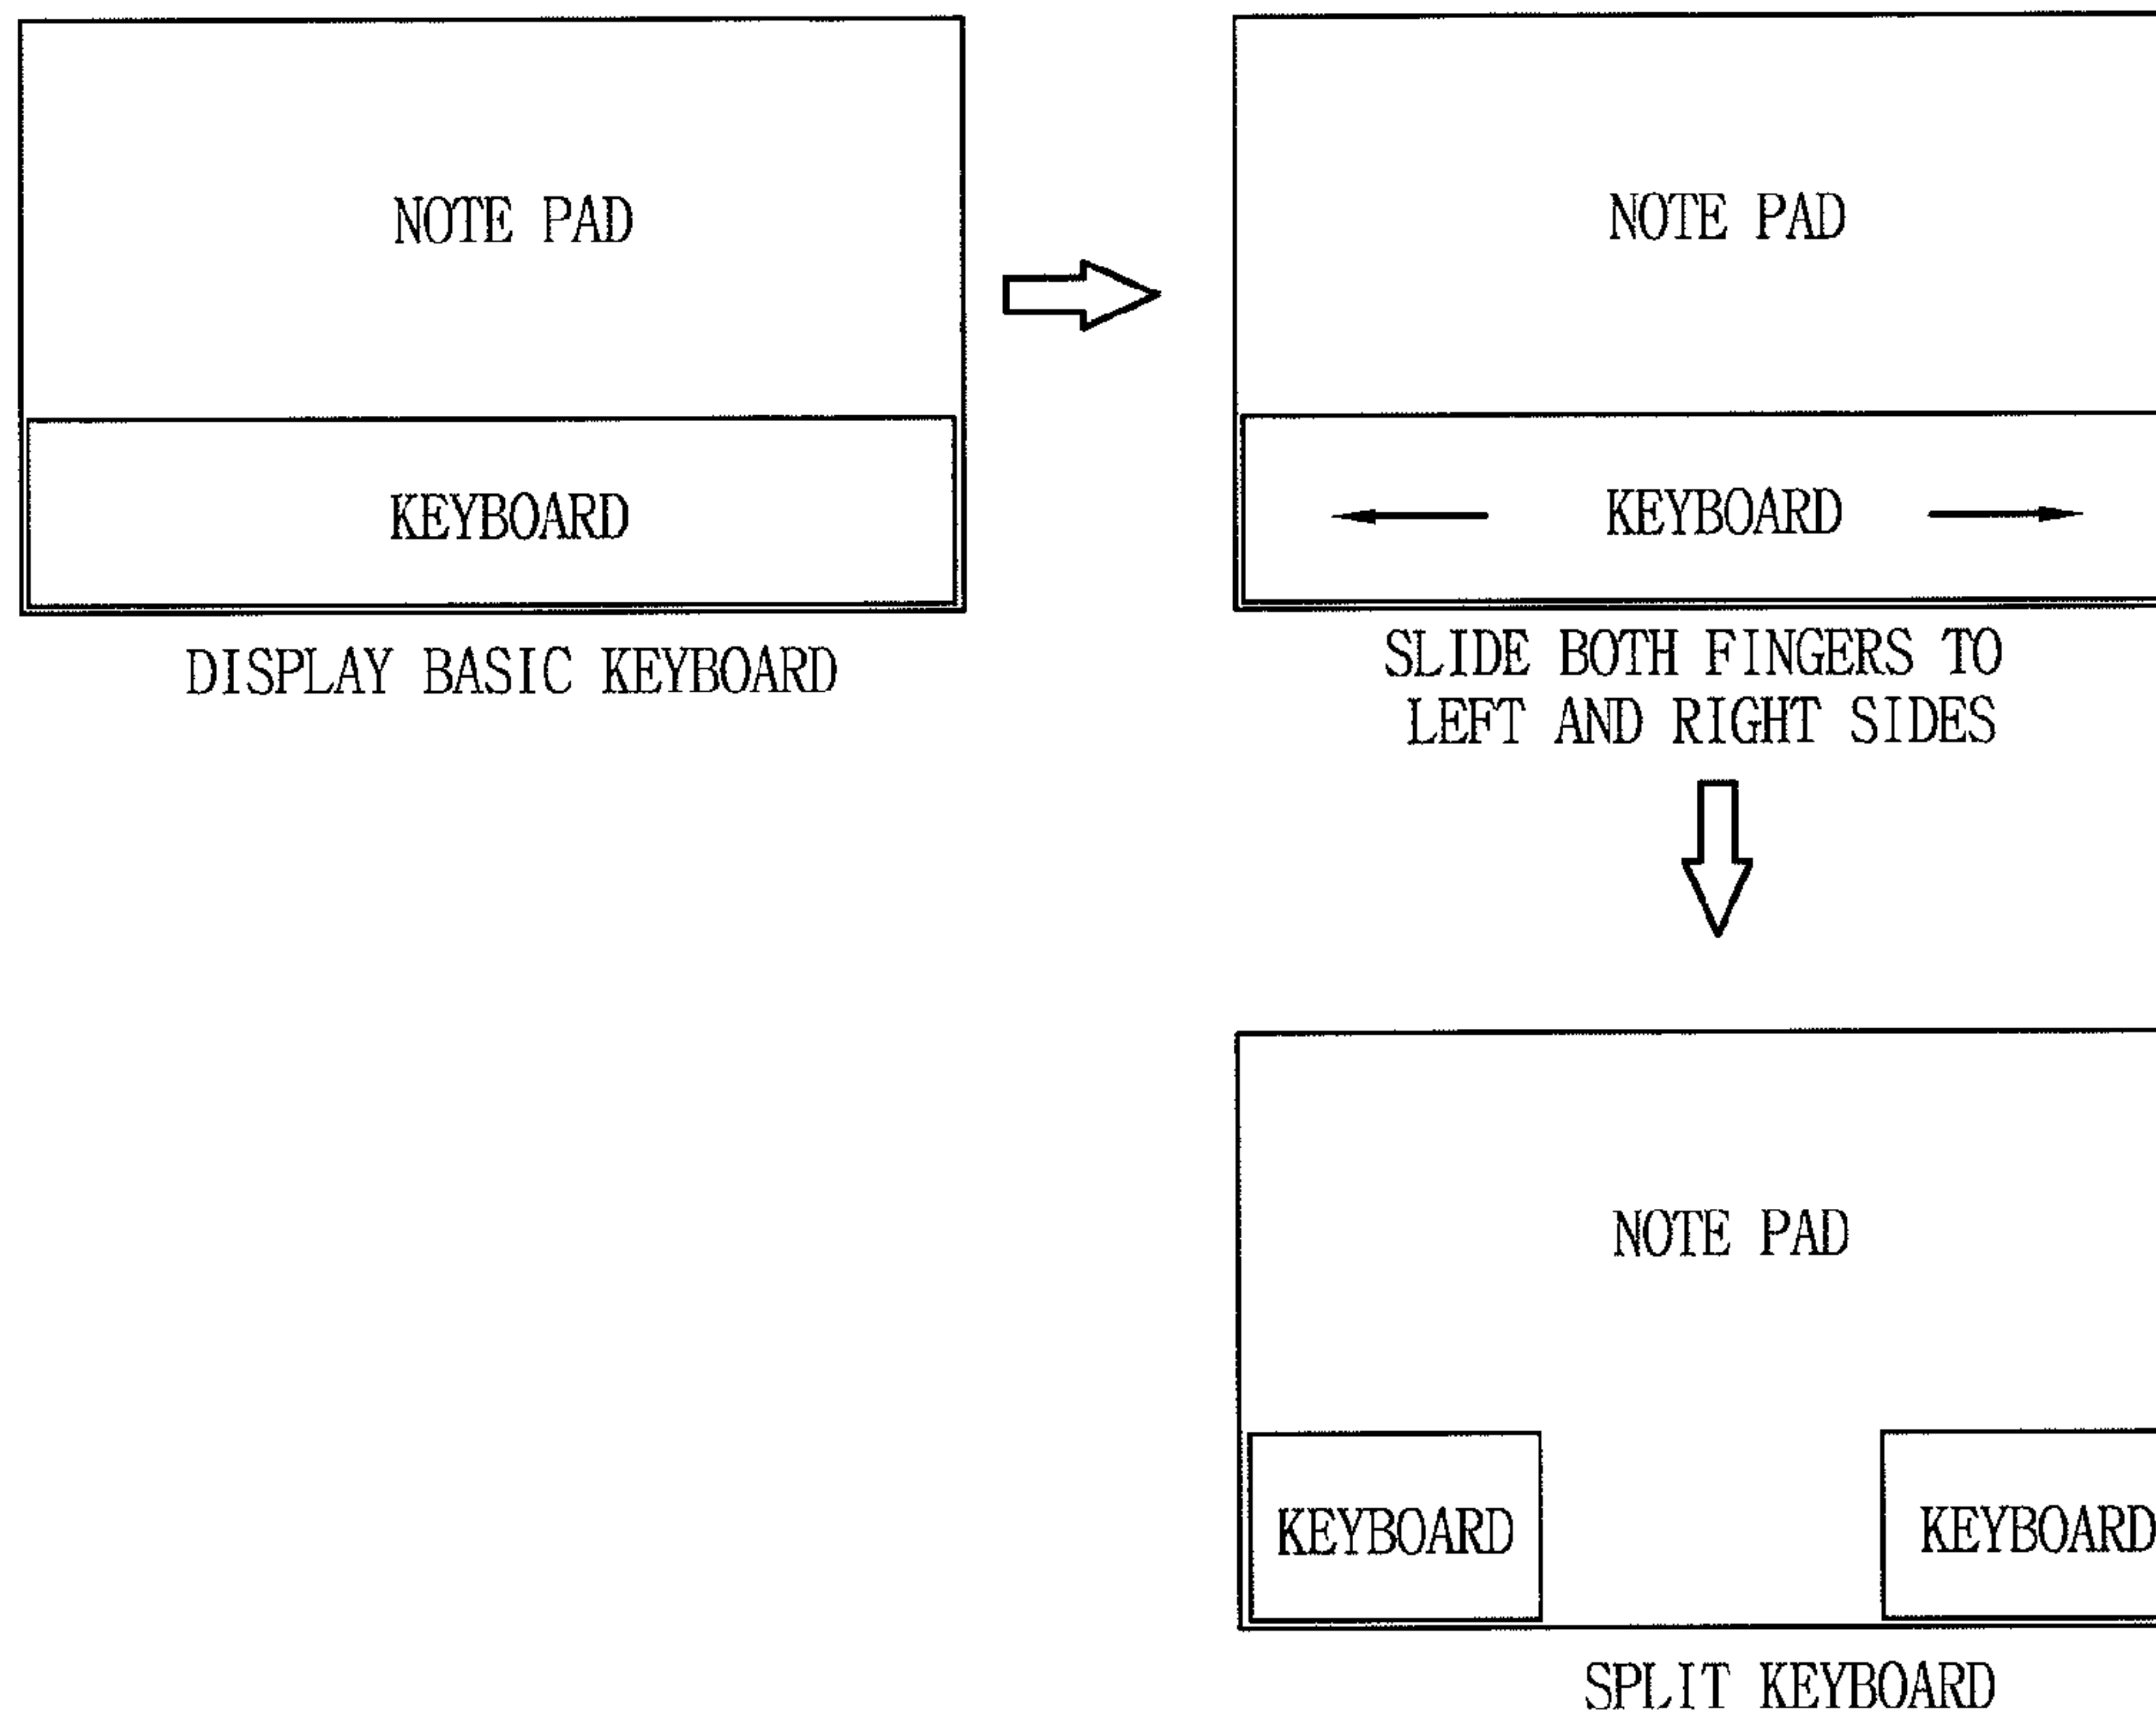 NOTE PAD
KEYBOARD
DISPLAY BASIC KEYBOARD
NOTE PAD
KEYBOARD
SLIDE BOTH FINGERS TO
LEFT AND RIGHT SIDES
NOTE PAD
KEYBOARD KEYBOARD
SPLIT KEYBOARD